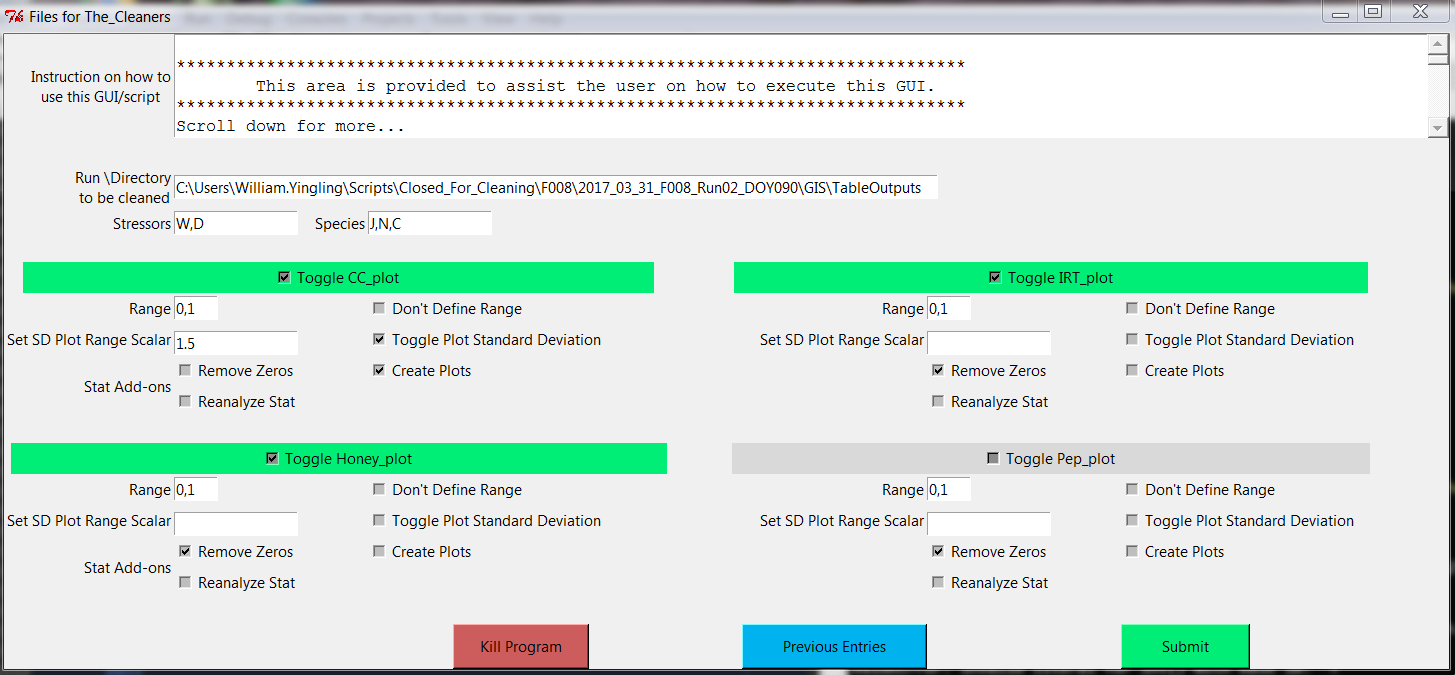 Files for The_Cleaners
Instruction on how to
use this GUI/script
*******************************************************************************
This area is provided to assist the user on how to execute this GUI.
*******************************************************************************
Scroll down for more...
Run \Directory
to be cleaned
C:\Users\William.Yingling\Scripts\Closed_For_Cleaning\F008\2017_03_31_F008_Run02_DOY090\GIS\TableOutputs
Stressors W,D Species J,N,C
Toggle CC_plot
Range 0,1 Don't Define Range
Set SD Plot Range Scalar 1.5 Toggle Plot Standard Deviation
Stat Add-ons
Remove Zeros Create Plots
Reanalyze Stat
Toggle IRT_plot
Range 0,1 Don't Define Range
Set SD Plot Range Scalar Toggle Plot Standard Deviation
Remove Zeros Create Plots
Reanalyze Stat
Toggle Honey_plot
Range 0,1 Don't Define Range
Set SD Plot Range Scalar Toggle Plot Standard Deviation
Stat Add-ons
Remove Zeros Create Plots
Reanalyze Stat
Toggle Pep_plot
Range 0,1 Don't Define Range
Set SD Plot Range Scalar Toggle Plot Standard Deviation
Remove Zeros Create Plots
Reanalyze Stat
Kill Program Previous Entries Submit